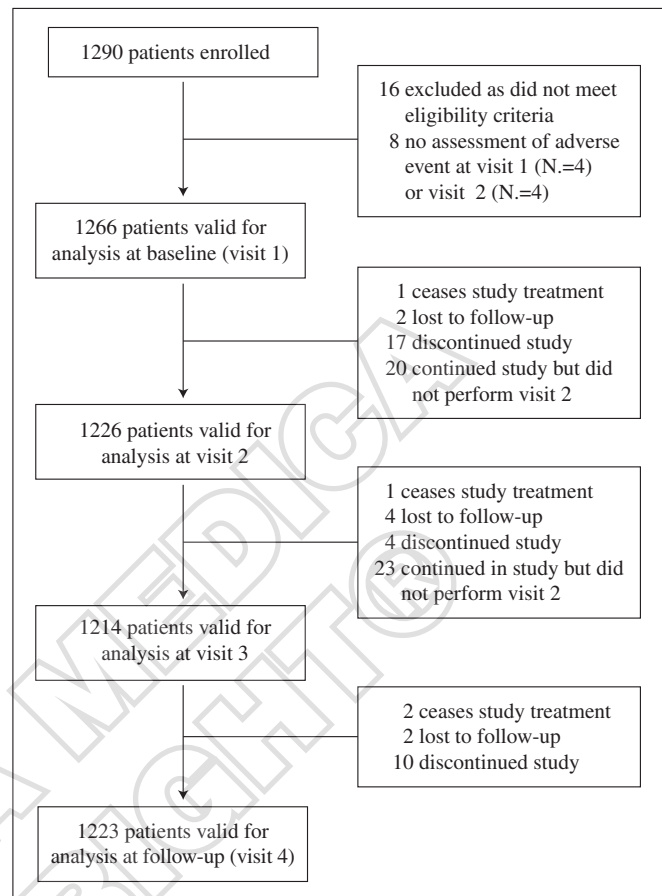 1290 patients enrolled
16 excluded as did not meet
eligibility criteria
8 no assessment of adverse
event at visit 1 (N.=4)
or visit 2 (N.=4)
1266 patients valid for
analysis at baseline (visit 1)
1 ceases study treatment
2 lost to follow-up
17 discontinued study
20 continued study but did
not perform visit 2
1226 patients valid for
analysis at visit 2
1 ceases study treatment
4 lost to follow-up
4 discontinued study
23 continued in study but did
not perform visit 2
1214 patients valid for
analysis at visit 3
2 ceases study treatment
2 lost to follow-up
10 discontinued study
1223 patients valid for
analysis at follow-up (visit 4)
A MEDICA
RIGHT®